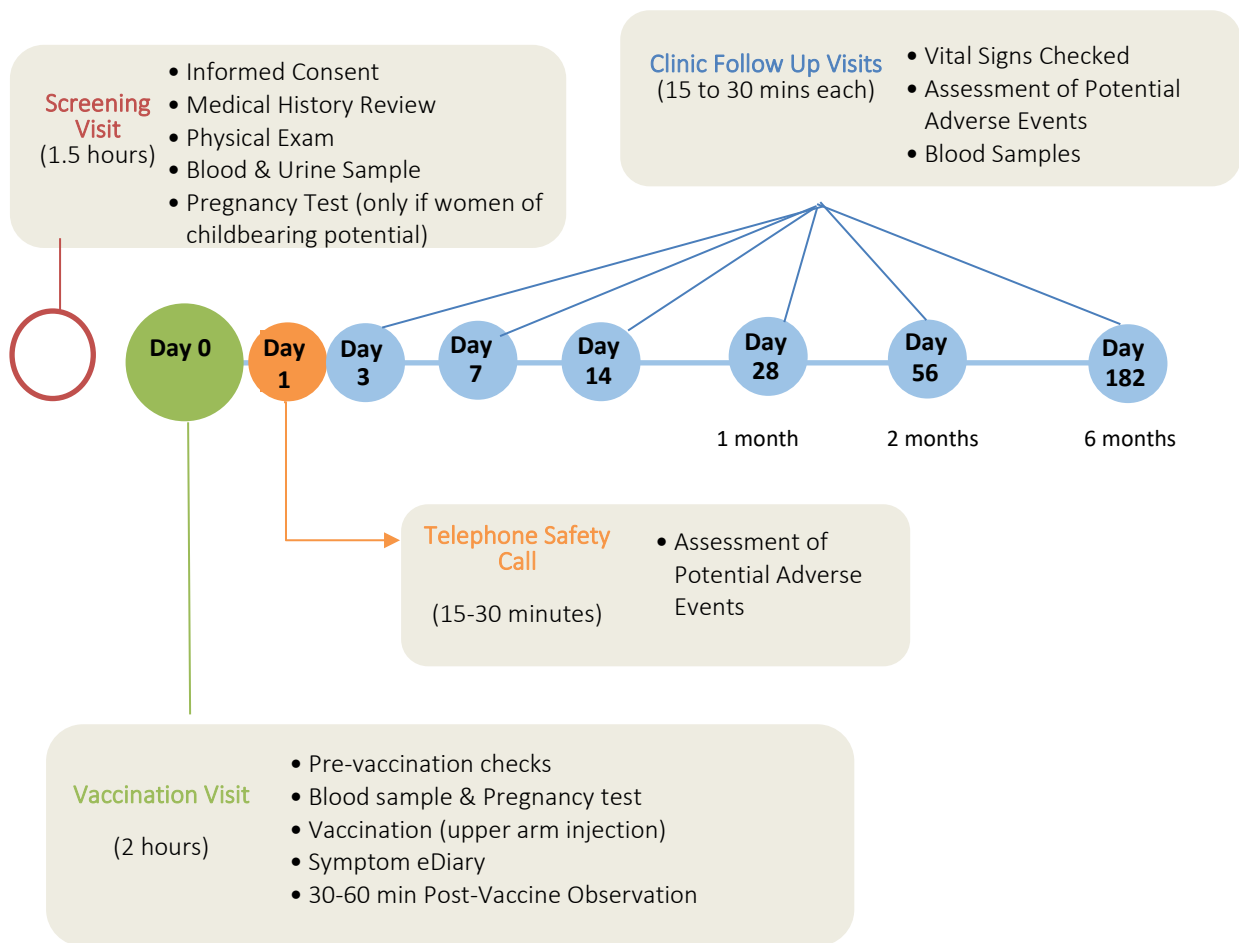 Screening
Visit
(1.5 hours)
• Informed Consent
• Medical History Review
• Physical Exam
• Blood & Urine Sample
• Pregnancy Test (only if women of
childbearing potential)
Clinic Follow Up Visits
(15 to 30 mins each)
• Vital Signs Checked
• Assessment of Potential
Adverse Events
• Blood Samples
Day 0
Day
1
Day
3
Day
7
Day
14
Day
28
Day
56
Day
182
1 month
2 months
6 months
Telephone Safety
Call
(15-30 minutes)
• Assessment of
Potential Adverse
Events
Vaccination Visit
(2 hours)
• Pre-vaccination checks
• Blood sample & Pregnancy test
• Vaccination (upper arm injection)
• Symptom eDiary
• 30-60 min Post-Vaccine Observation